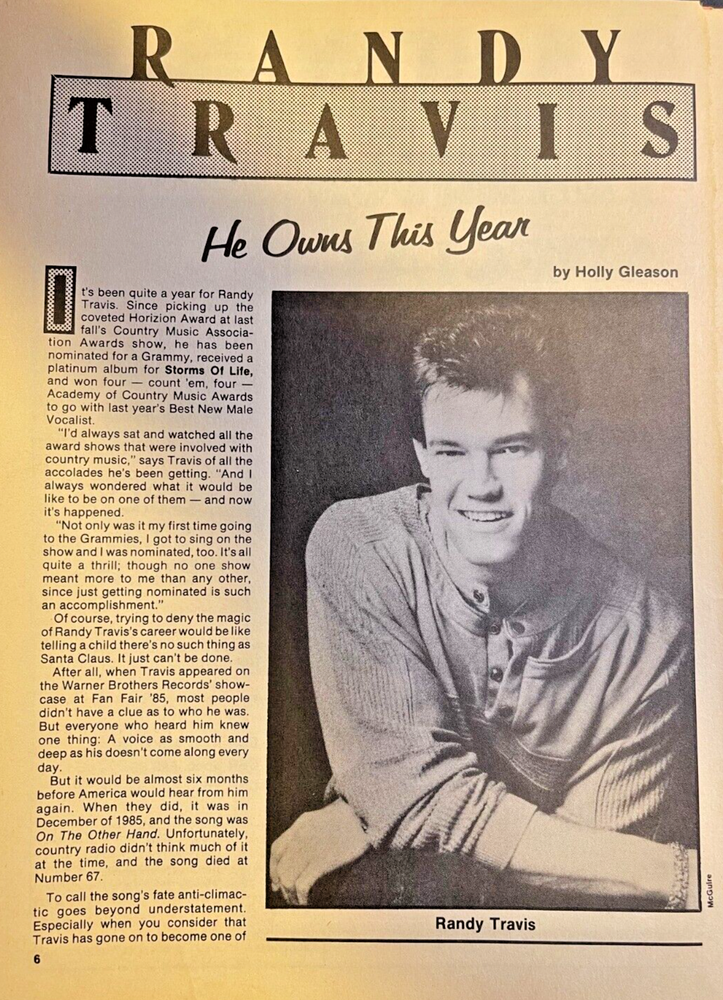 RANDY
TRAVIS
He Owns This Year
by Holly Gleason
It's been quite a year for Randy
Travis. Since picking up the
coveted Horizion Award at last
fall's Country Music Associa-
tion Awards show, he has been
nominated for a Grammy, received a
platinum album for Storms Of Life,
and won four — count 'em, four —
Academy of Country Music Awards
to go with last year's Best New Male
Vocalist.
"I'd always sat and watched all the
award shows that were involved with
country music," says Travis of all the
accolades he's been getting. "And I
always wondered what it would be
like to be on one of them — and now
it's happened.
"Not only was it my first time going
to the Grammies, I got to sing on the
show and I was nominated, too. It's all
quite a thrill; though no one show
meant more to me than any other,
since just getting nominated is such
an accomplishment."
Of course, trying to deny the magic
of Randy Travis's career would be like
telling a child there's no such thing as
Santa Claus. It just can't be done.
After all, when Travis appeared on
the Warner Brothers Records' show-
case at Fan Fair '85, most people
didn't have a clue as to who he was.
But everyone who heard him knew
one thing: A voice as smooth and
deep as his doesn't come along every
day.
But it would be almost six months
before America would hear from him
again. When they did, it was in
December of 1985, and the song was
On The Other Hand. Unfortunately,
country radio didn't think much of it
at the time, and the song died at
Number 67.
To call the song's fate anti-climac-
tic goes beyond understatement.
Especially when you consider that
Travis has gone on to become one of
McGuire
Randy Travis
6